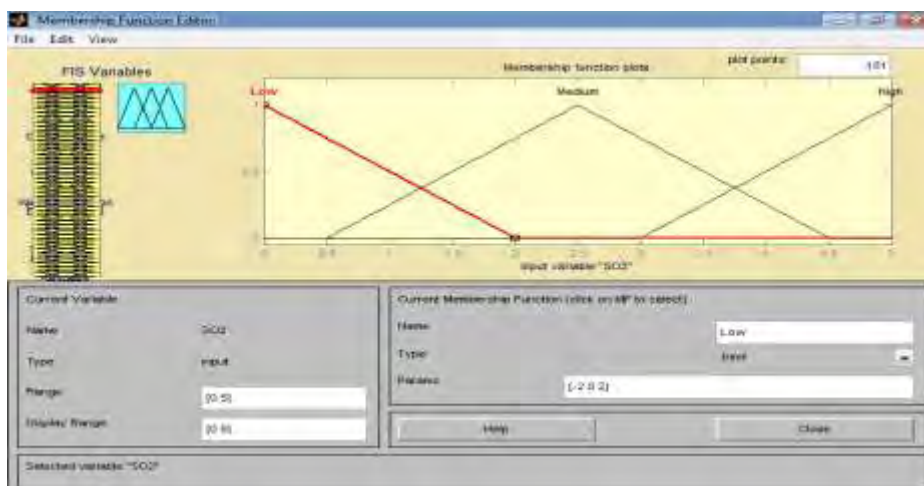 Membership Function Editor
File Edit View
FIS Variables
Membership function plots
plot points:
101
Low
Medium
high
1
0.5
0
0 0.5 1 1.5 2 2.5 3 3.5 4 4.5 5
input variable "SO2"
Current Variable
Name
SO2
Type
input
Range
[0 5]
Display Range
Current Membership Function (click on MF to select)
Name
Low
Type
Params
[-2 0 2]
Help
Close
Selected variable "SO2"